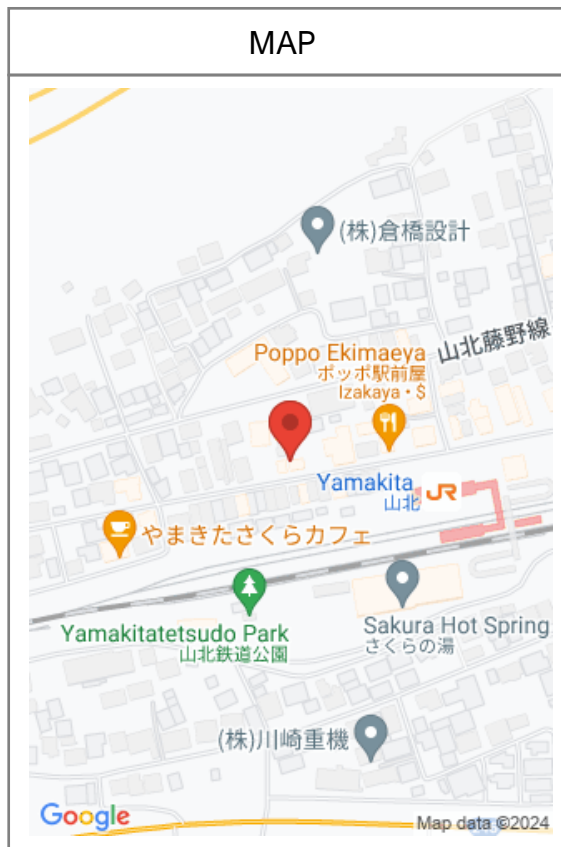 MAP
(株)倉橋設計
山北藤野線
Poppo Ekimaeya
ポッポ駅前屋
Izakaya・$
Yamakita
山北
JR
やまきたさくらカフェ
Yamakitatetsudo Park
山北鉄道公園
Sakura Hot Spring
さくらの湯
(株)川崎重機
Google
Map data ©2024